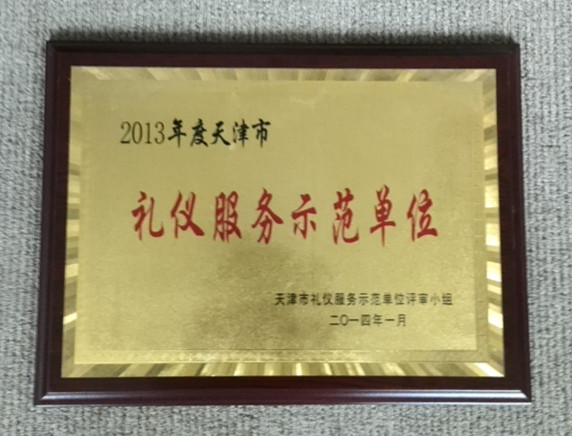 2013年度天津市
礼仪服务示范单位
天津市礼仪服务示范单位评审小组
二〇一四年一月